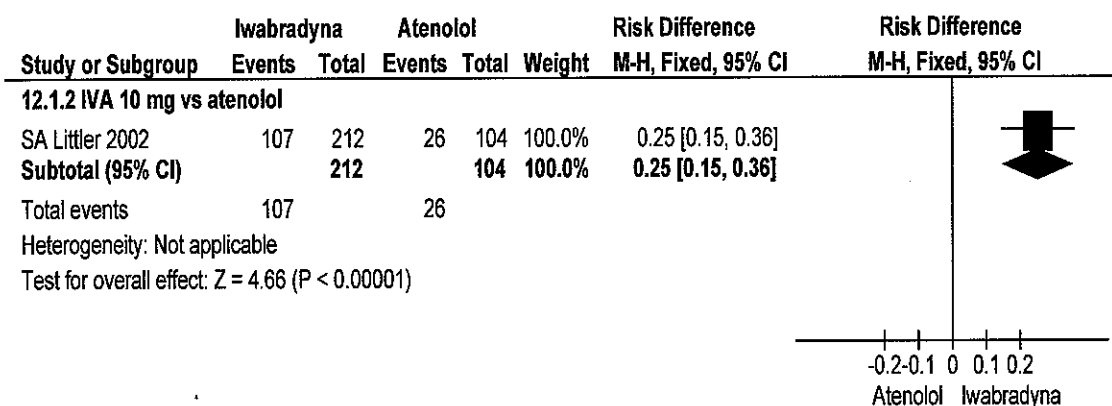 Iwabradyna Atenolol Risk Difference Risk Difference
Study or Subgroup Events Total Events Total Weight M-H, Fixed, 95% CI M-H, Fixed, 95% CI
12.1.2 IVA 10 mg vs atenolol
SA Littler 2002 107 212 26 104 100.0% 0.25 [0.15, 0.36]
Subtotal (95% CI) 212 104 100.0% 0.25 [0.15, 0.36]
Total events 107 26
Heterogeneity: Not applicable
Test for overall effect: Z = 4.66 (P < 0.00001)
-0.2 -0.1 0 0.1 0.2
Atenolol Iwabradyna